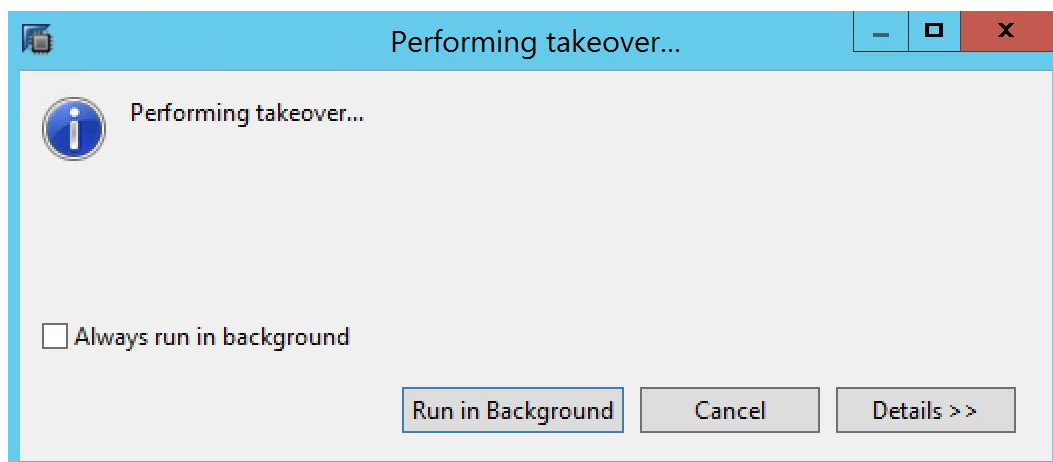 Performing takeover...
Performing takeover...
Always run in background
Run in Background
Cancel
Details >>